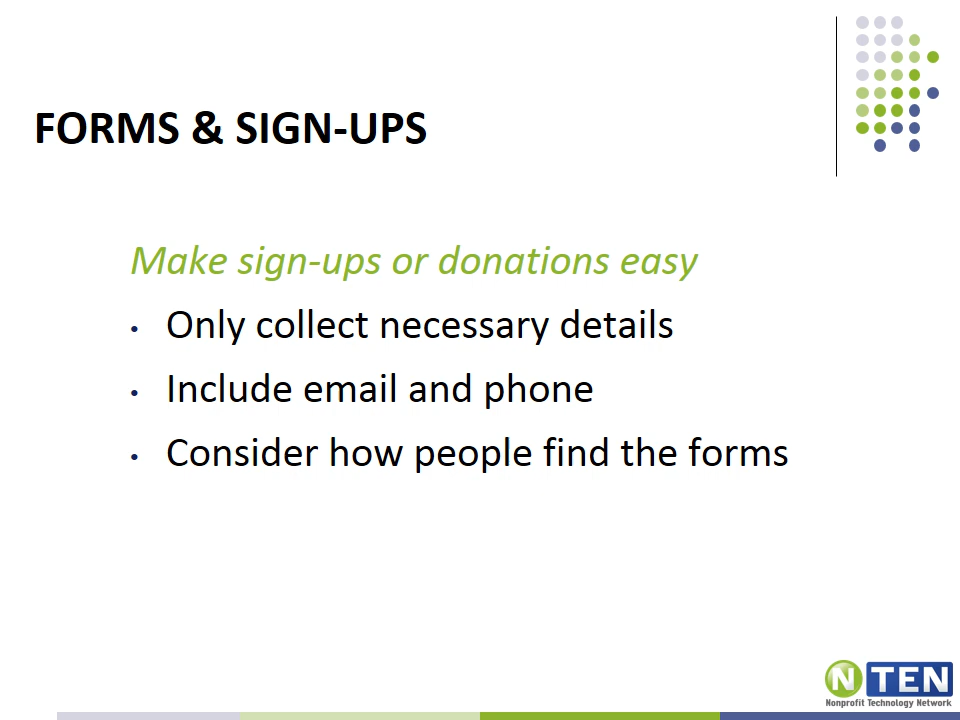 FORMS & SIGN-UPS
Make sign-ups or donations easy
• Only collect necessary details
• Include email and phone
• Consider how people find the forms
NTEN
Nonprofit Technology Network